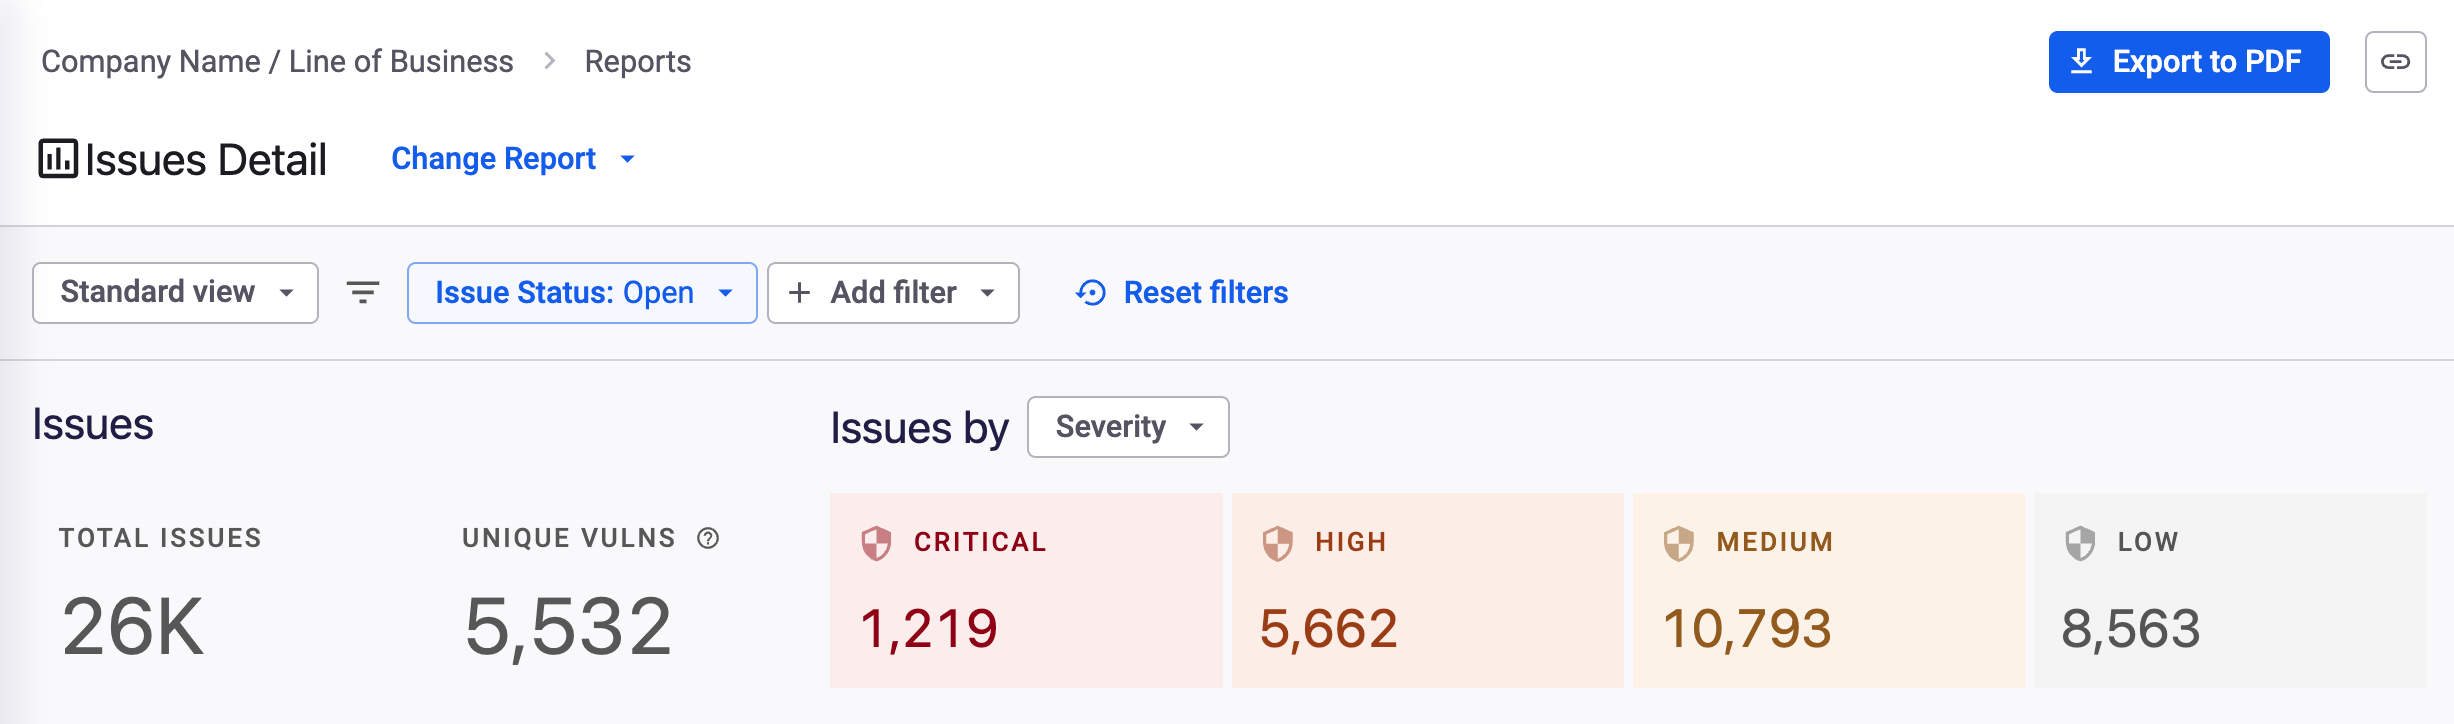 Company Name / Line of Business > Reports
Export to PDF
Issues Detail
Change Report
Standard view
Issue Status: Open
+ Add filter
Reset filters
Issues
Issues by Severity
TOTAL ISSUES
26K
UNIQUE VULNS ?
5,532
CRITICAL
1,219
HIGH
5,662
MEDIUM
10,793
LOW
8,563